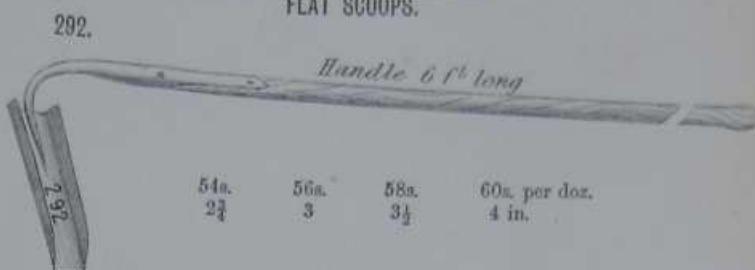 FLAT SCOOPS.
292.
Handle 6 ft long
292
54s. 56s. 58s. 60s. per doz.
2¾ 3 3½ 4 in.